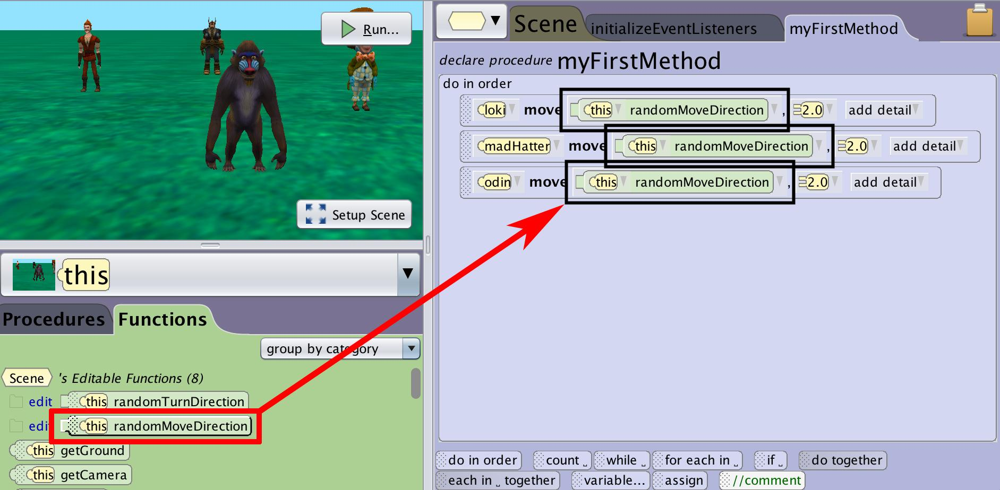 Run...
Setup Scene
this
Procedures Functions
group by category
Scene 's Editable Functions (8)
edit this randomTurnDirection
edit this randomMoveDirection
this getGround
this getCamera
Scene initializeEventListeners myFirstMethod
declare procedure myFirstMethod
do in order
loki move this randomMoveDirection , 2.0 add detail
madHatter move this randomMoveDirection , 2.0 add detail
odin move this randomMoveDirection , 2.0 add detail
do in order count ␣ while ␣ for each in ␣ if ␣ do together
each in ␣ together variable... assign //comment